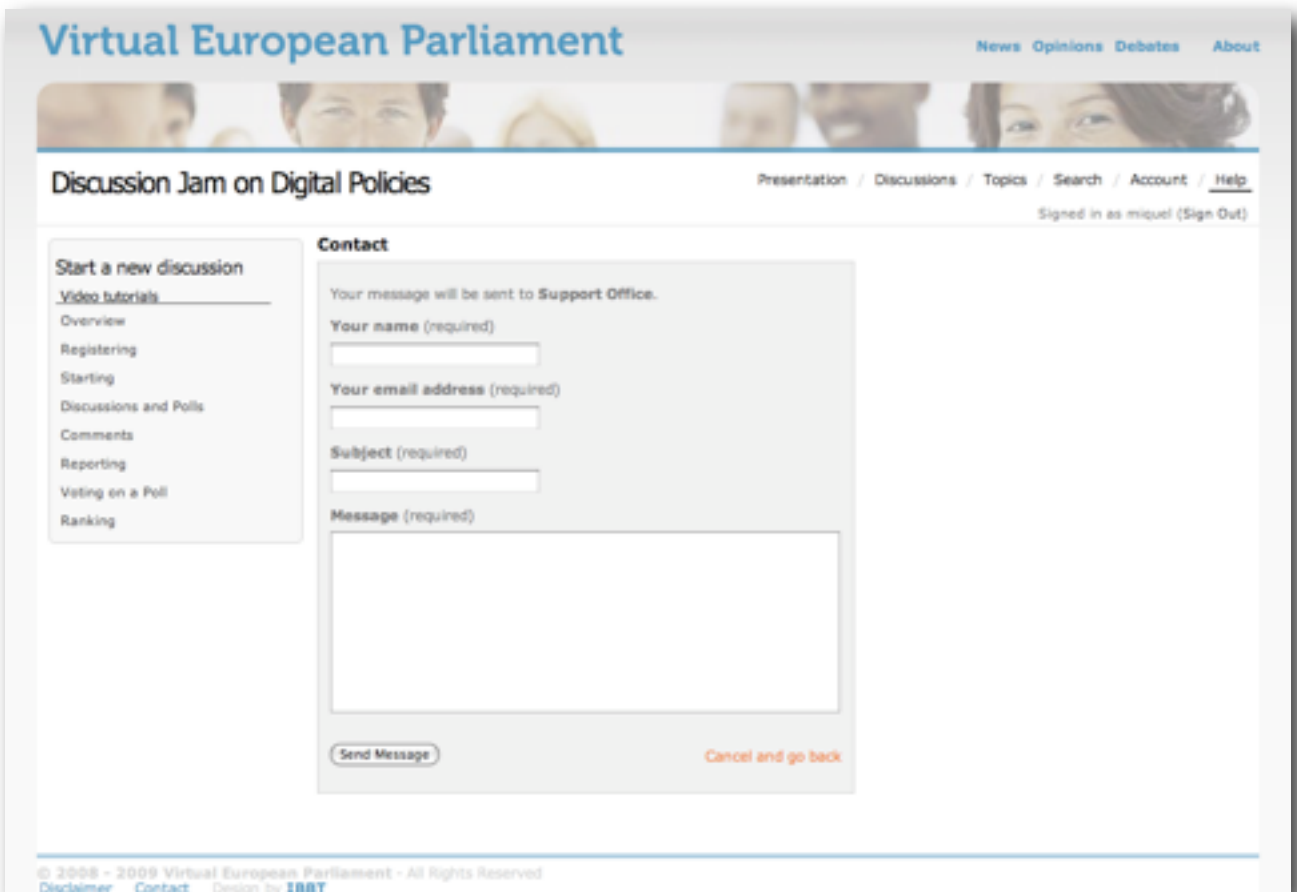 Virtual European Parliament
News Opinions Debates About
Discussion Jam on Digital Policies
Presentation / Discussions / Topics / Search / Account / Help
Signed in as miquel (Sign Out)
Start a new discussion
Video tutorials
Overview
Registering
Starting
Discussions and Polls
Comments
Reporting
Voting on a Poll
Ranking
Contact
Your message will be sent to Support Office.
Your name (required)
Your email address (required)
Subject (required)
Message (required)
Send Message
Cancel and go back
© 2008 - 2009 Virtual European Parliament - All Rights Reserved
Disclaimer Contact Design by IBBT